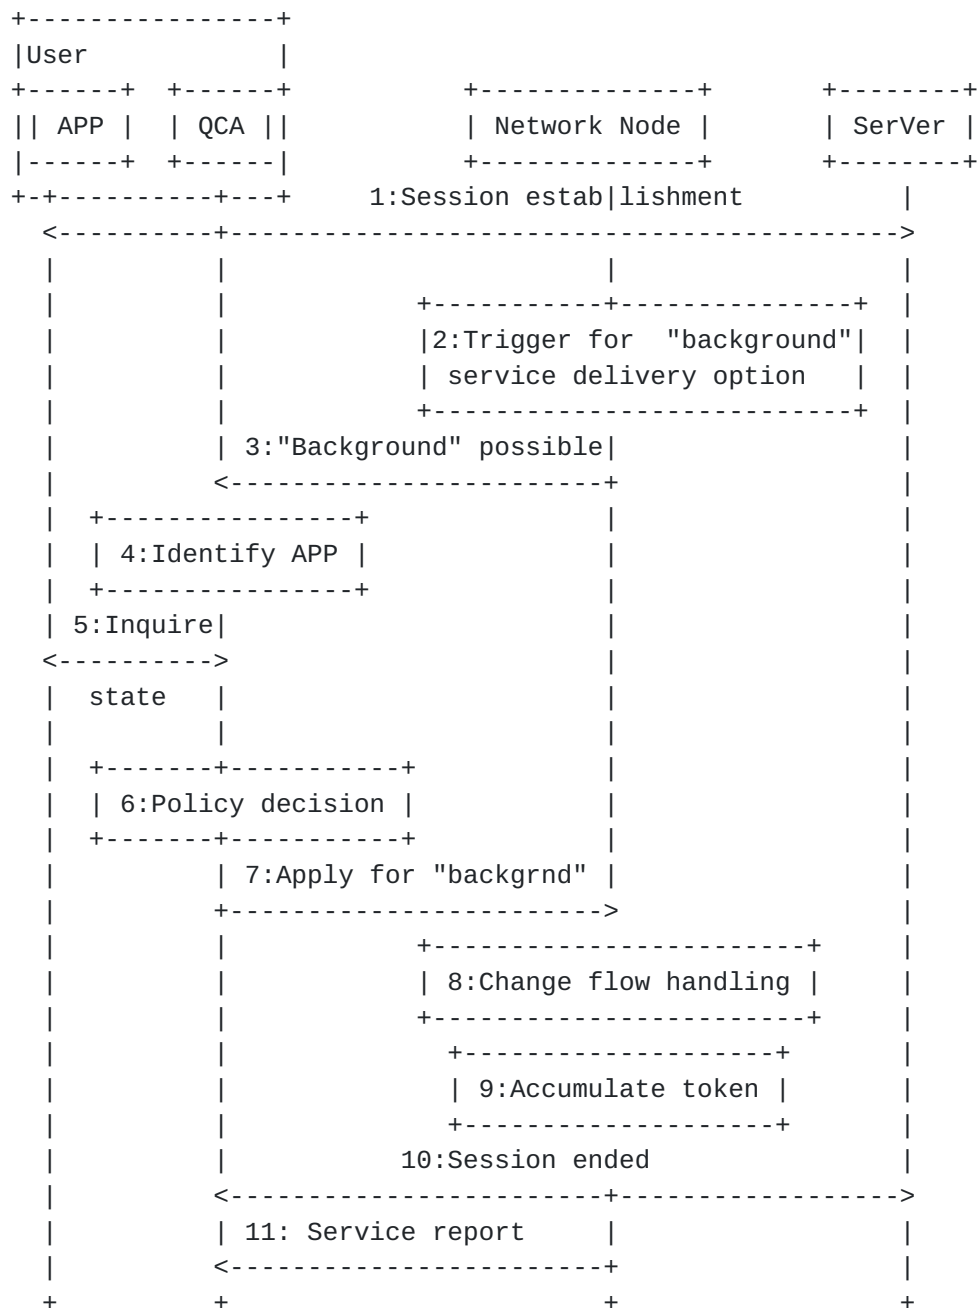 User
APP QCA Network Node SerVer
1:Session establishment
2:Trigger for "background"
service delivery option
3:"Background" possible
4:Identify APP
5:Inquire
state
6:Policy decision
7:Apply for "backgrnd"
8:Change flow handling
9:Accumulate token
10:Session ended
11: Service report